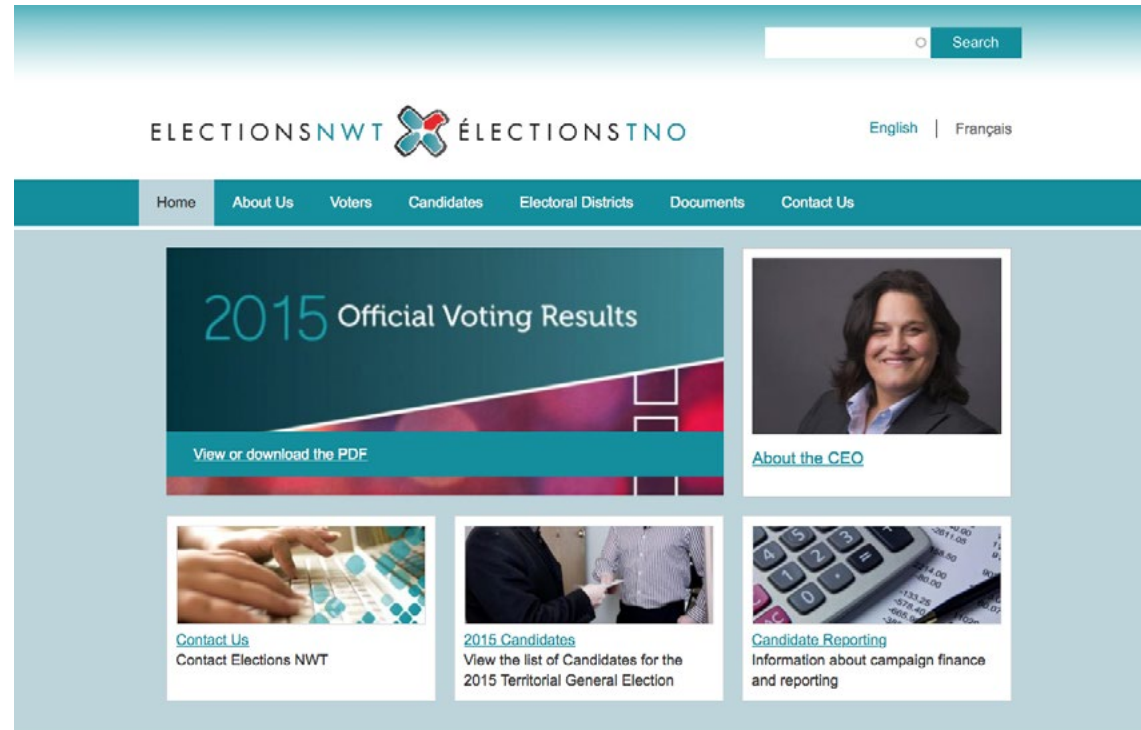 Search
ELECTIONSNWT ÉLECTIONSTNO
English | Français
Home About Us Voters Candidates Electoral Districts Documents Contact Us
2015 Official Voting Results
View or download the PDF
About the CEO
Contact Us
Contact Elections NWT
2015 Candidates
View the list of Candidates for the
2015 Territorial General Election
Candidate Reporting
Information about campaign finance
and reporting